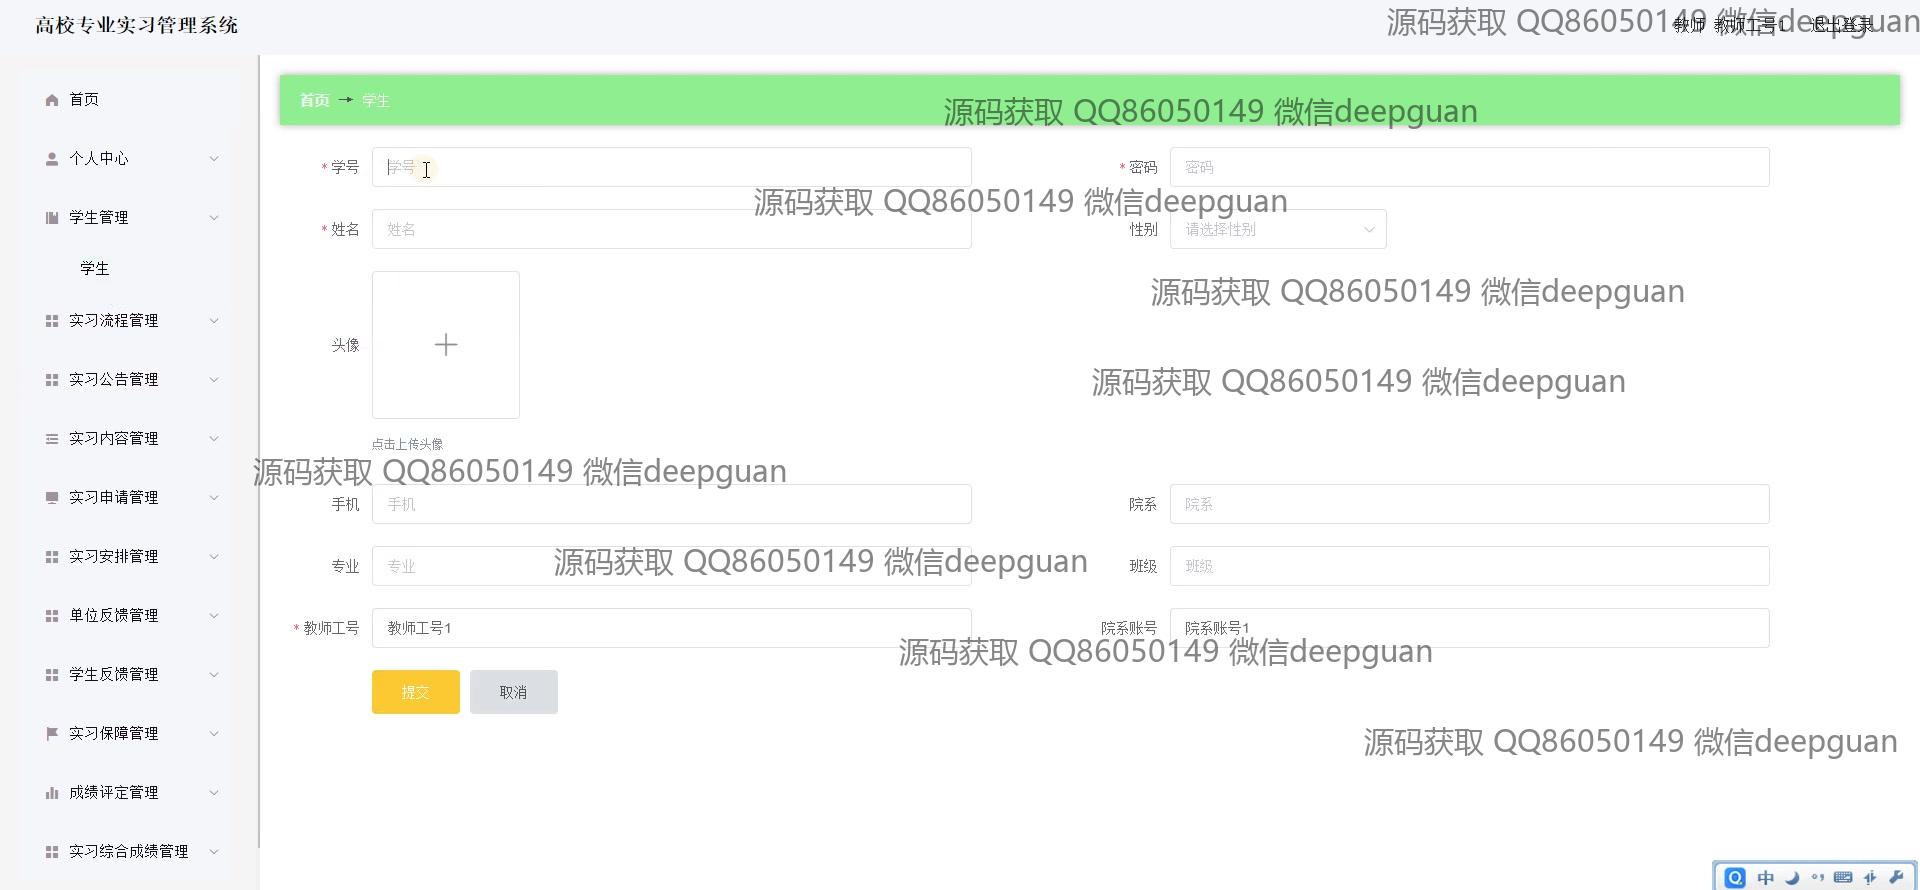 高校专业实习管理系统
源码获取 QQ86050149 微信deepguan
教师 教师工号1
退出登录
首页
个人中心
学生管理
学生
实习流程管理
实习公告管理
实习内容管理
实习申请管理
实习安排管理
单位反馈管理
学生反馈管理
实习保障管理
成绩评定管理
实习综合成绩管理
首页 → 学生
源码获取 QQ86050149 微信deepguan
* 学号 学号
* 密码 密码
源码获取 QQ86050149 微信deepguan
* 姓名 姓名
性别 请选择性别
源码获取 QQ86050149 微信deepguan
头像
源码获取 QQ86050149 微信deepguan
点击上传头像
源码获取 QQ86050149 微信deepguan
手机 手机
院系 院系
源码获取 QQ86050149 微信deepguan
专业 专业
班级 班级
* 教师工号 教师工号1
院系账号 院系账号1
源码获取 QQ86050149 微信deepguan
提交
取消
源码获取 QQ86050149 微信deepguan
中